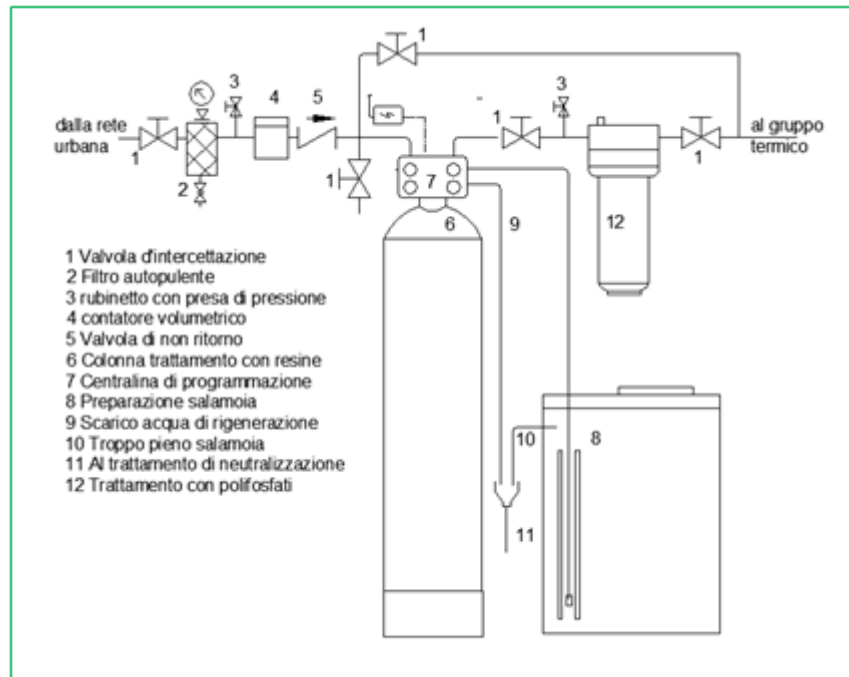 1
3
4
5
3
1
dalla rete
urbana
al gruppo
termico
1
2
1
7
6
9
12
1
1 Valvola d'intercettazione
2 Filtro autopulente
3 rubinetto con presa di pressione
4 contatore volumetrico
5 Valvola di non ritorno
6 Colonna trattamento con resine
7 Centralina di programmazione
8 Preparazione salamoia
9 Scarico acqua di rigenerazione
10 Troppo pieno salamoia
11 Al trattamento di neutralizzazione
12 Trattamento con polifosfati
10
8
11